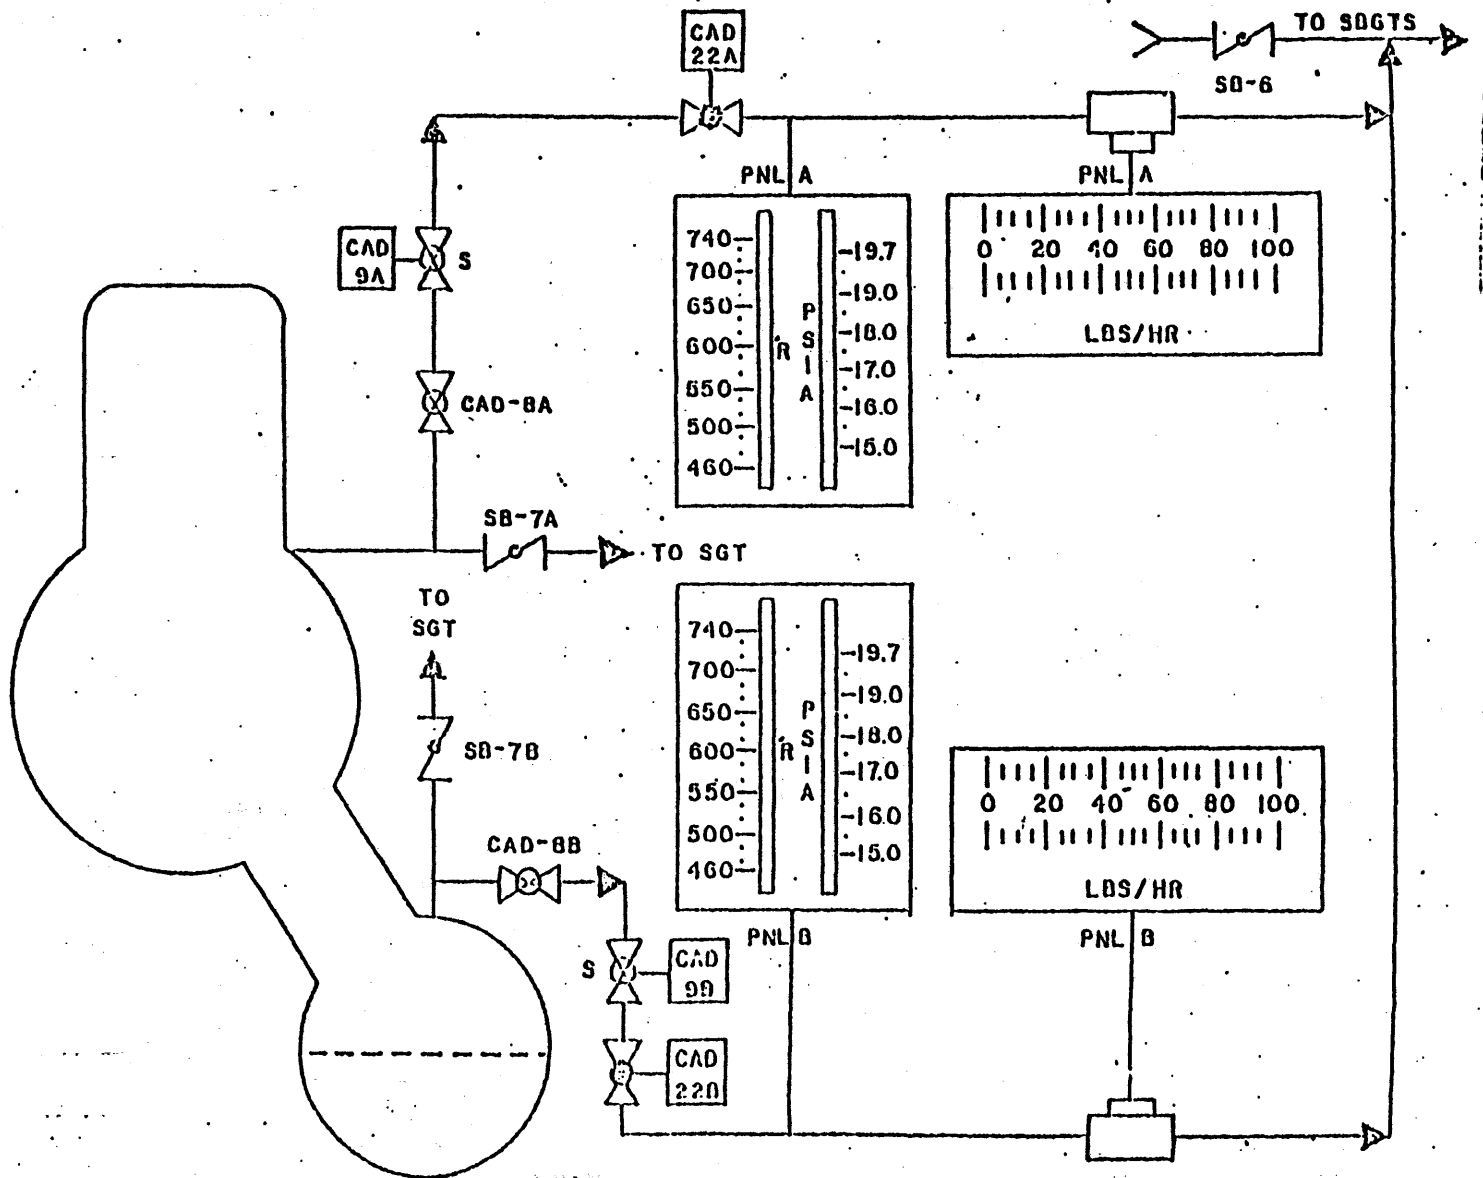 CAD
22A
TO SBGTS
SB-6
PNL A
PNL A
CAD
9A
S
740
700
650
600
550
500
460
°R
PSIA
19.7
19.0
18.0
17.0
16.0
15.0
0 20 40 60 80 100
LBS/HR
CAD-8A
SB-7A
TO SGT
TO
SGT
SB-7B
740
700
650
600
550
500
460
°R
PSIA
19.7
19.0
18.0
17.0
16.0
15.0
0 20 40 60 80 100
LBS/HR
CAD-8B
PNL B
PNL B
S
CAD
9B
CAD
22B